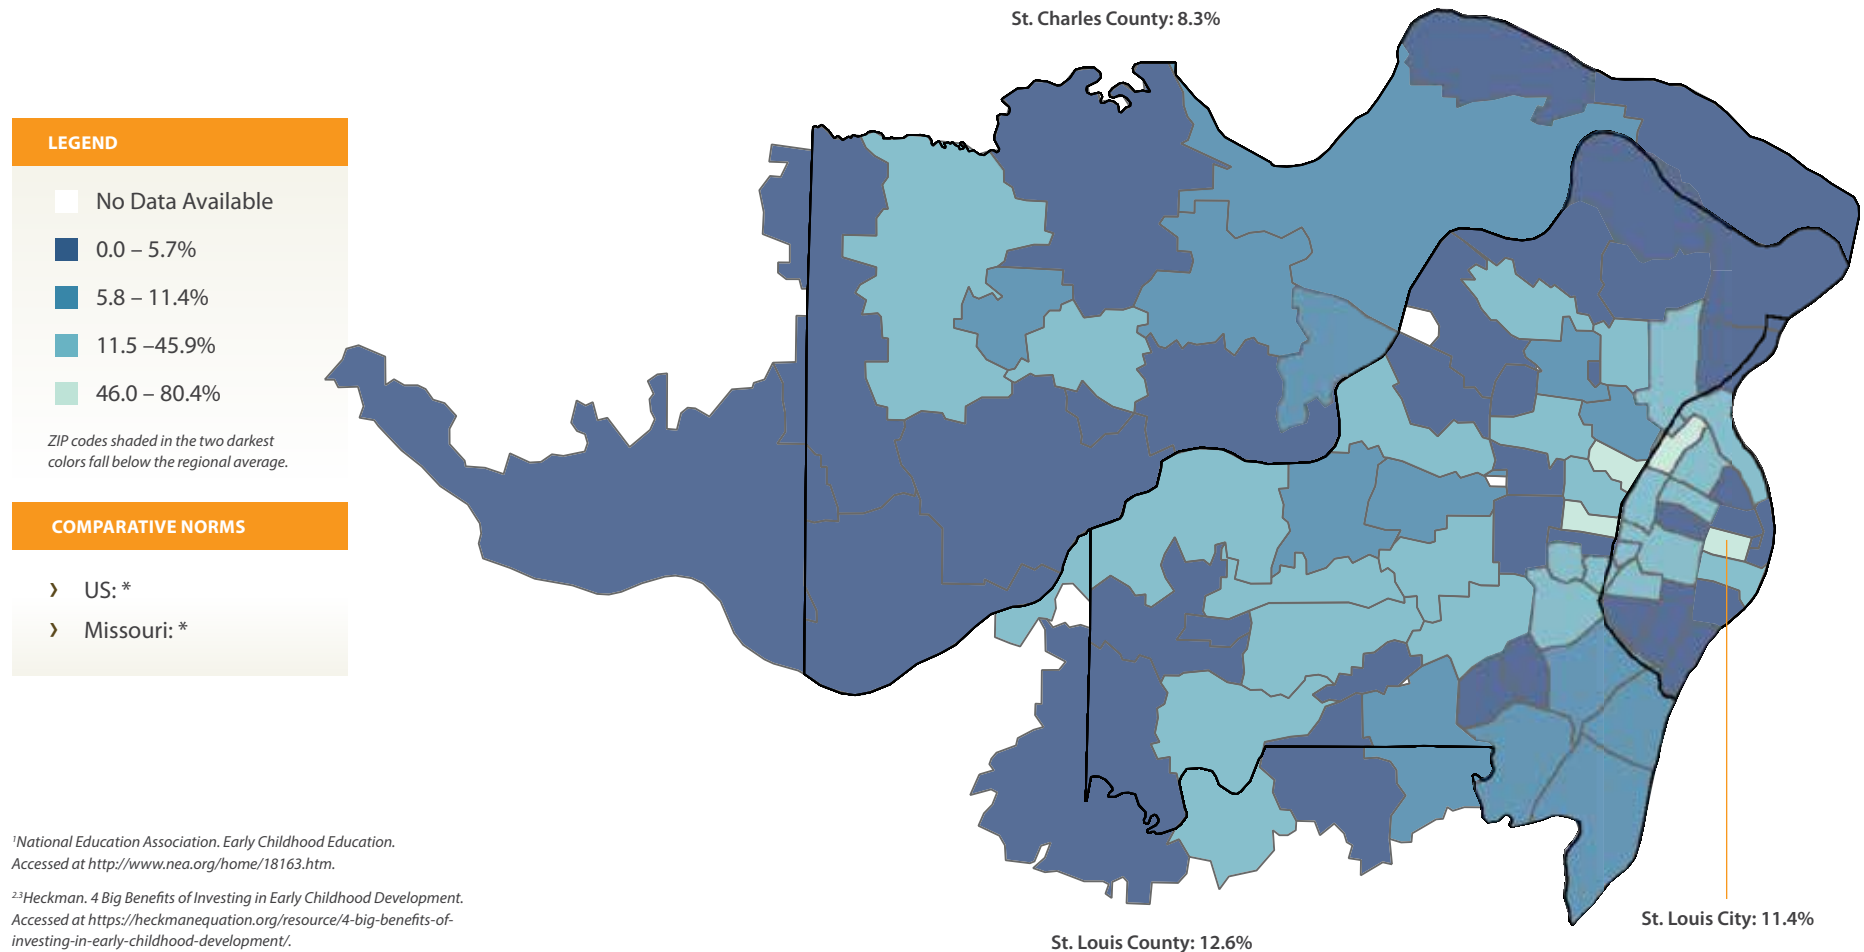 St. Charles County: 8.3%
LEGEND
No Data Available
0.0 – 5.7%
5.8 – 11.4%
11.5 –45.9%
46.0 – 80.4%
ZIP codes shaded in the two darkest
colors fall below the regional average.
COMPARATIVE NORMS
› US: *
› Missouri: *
¹National Education Association. Early Childhood Education.
Accessed at http://www.nea.org/home/18163.htm.
²·³Heckman. 4 Big Benefits of Investing in Early Childhood Development.
Accessed at https://heckmanequation.org/resource/4-big-benefits-of-
investing-in-early-childhood-development/.
St. Louis City: 11.4%
St. Louis County: 12.6%